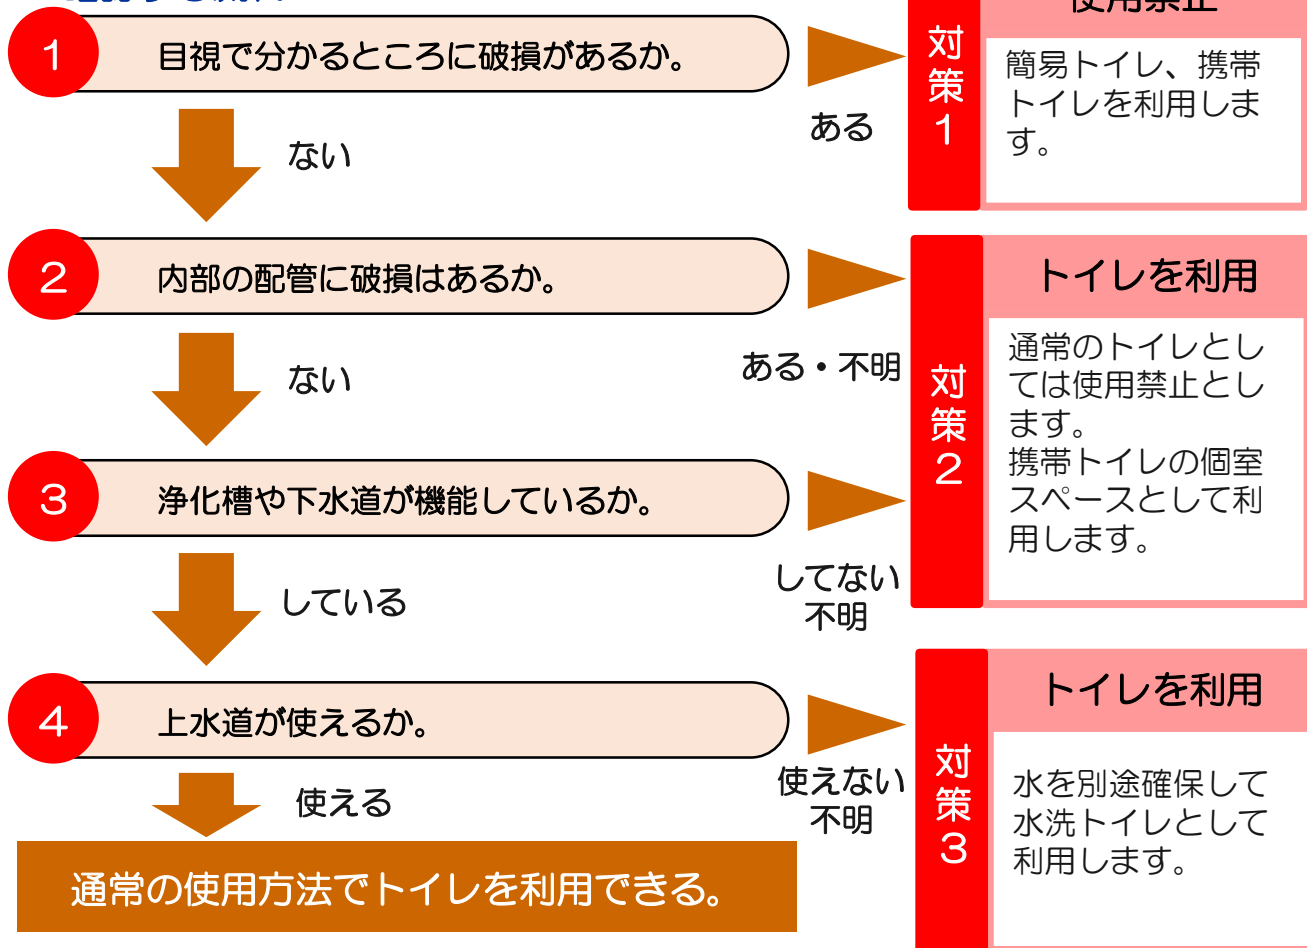 使用禁止
1
目視で分かるところに破損があるか。
ある
ない
対策1
簡易トイレ、携帯
トイレを利用しま
す。
2
内部の配管に破損はあるか。
ある・不明
ない
対策2
トイレを利用
通常のトイレとし
ては使用禁止とし
ます。
携帯トイレの個室
スペースとして利
用します。
3
浄化槽や下水道が機能しているか。
してない
不明
している
4
上水道が使えるか。
使えない
不明
使える
対策3
トイレを利用
水を別途確保して
水洗トイレとして
利用します。
通常の使用方法でトイレを利用できる。